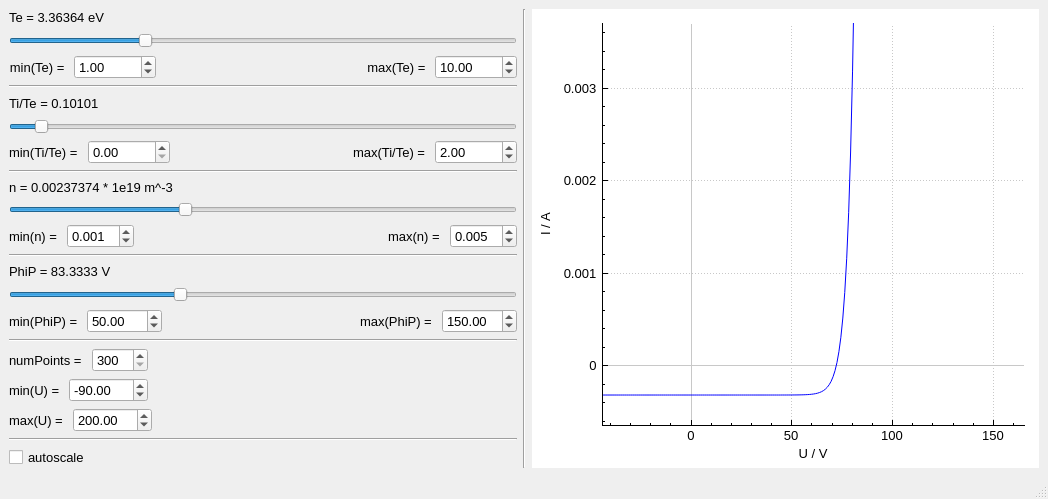 Te = 3.36364 eV
min(Te) = 1.00 max(Te) = 10.00
Ti/Te = 0.10101
min(Ti/Te) = 0.00 max(Ti/Te) = 2.00
n = 0.00237374 * 1e19 m^-3
min(n) = 0.001 max(n) = 0.005
PhiP = 83.3333 V
min(PhiP) = 50.00 max(PhiP) = 150.00
numPoints = 300
min(U) = -90.00
max(U) = 200.00
autoscale
0.003
0.002
0.001
0
I / A
0 50 100 150
U / V